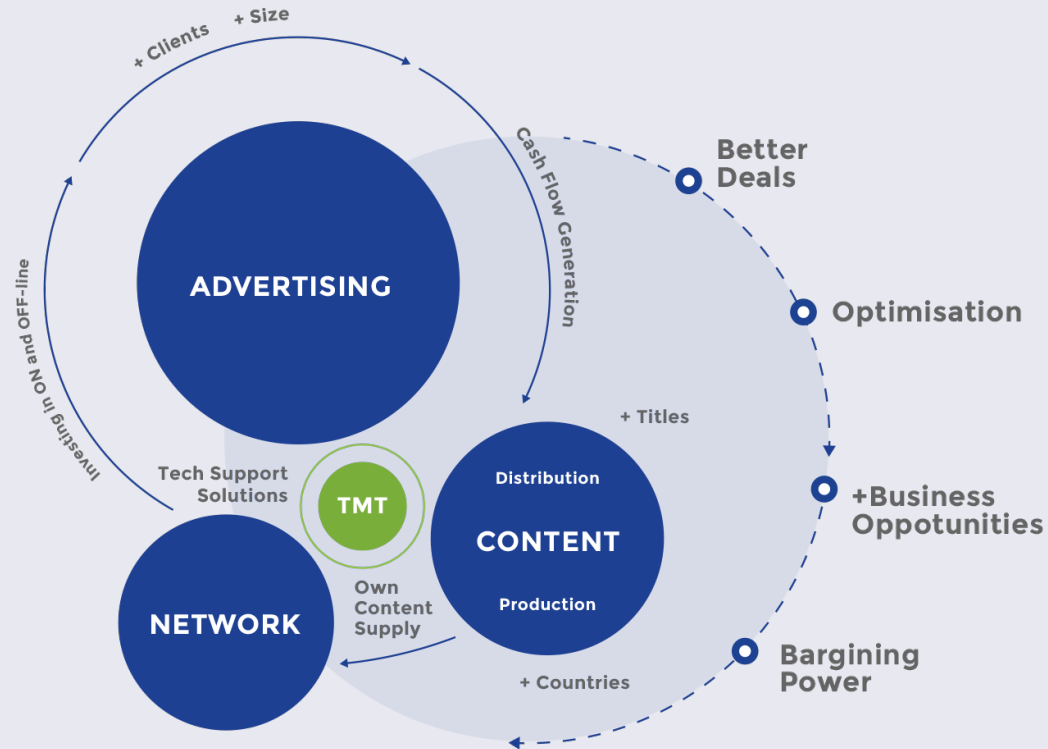 + Clients
+ Size
Cash Flow Generation
Investing in ON and OFF-line
ADVERTISING
Better
Deals
Optimisation
+Business
Oppotunities
Bargining
Power
+ Titles
Tech Support
Solutions
TMT
Distribution
CONTENT
Production
Own
Content
Supply
NETWORK
+ Countries